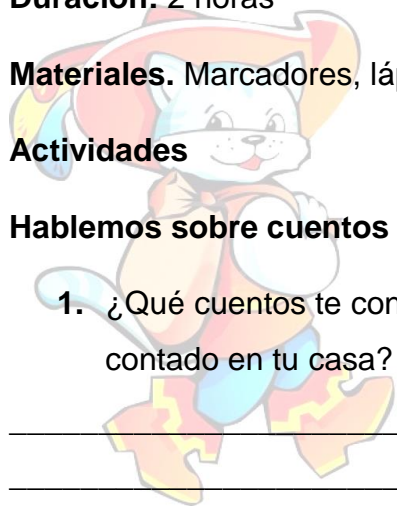 Duración: 2 horas
Materiales. Marcadores,
Actividades
Hablemos sobre cuentos
1. ¿Qué cuentos te
contado en tu casa?